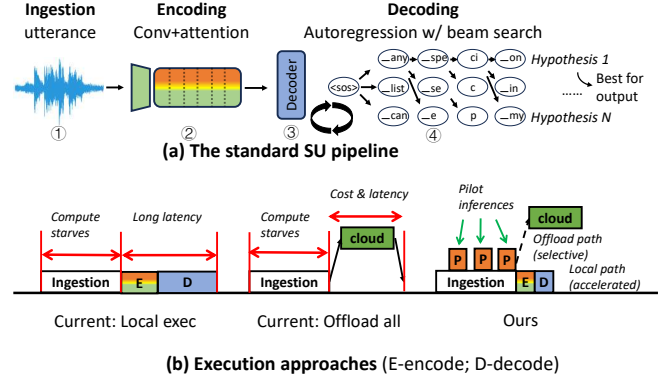 Ingestion
utterance
Encoding
Conv+attention
Decoding
Autoregression w/ beam search
Decoder
<sos>
_any _spe ci _on
_list _se c _in
_can _e p _my
Hypothesis 1
Best for
output
......
Hypothesis N
① ② ③ ④
(a) The standard SU pipeline
Compute
starves
Long latency
Ingestion E D
Current: Local exec
Compute
starves
Cost & latency
cloud
Ingestion
Current: Offload all
Pilot
inferences
P P P
cloud
Offload path
(selective)
Local path
(accelerated)
Ingestion E D
Ours
(b) Execution approaches (E-encode; D-decode)